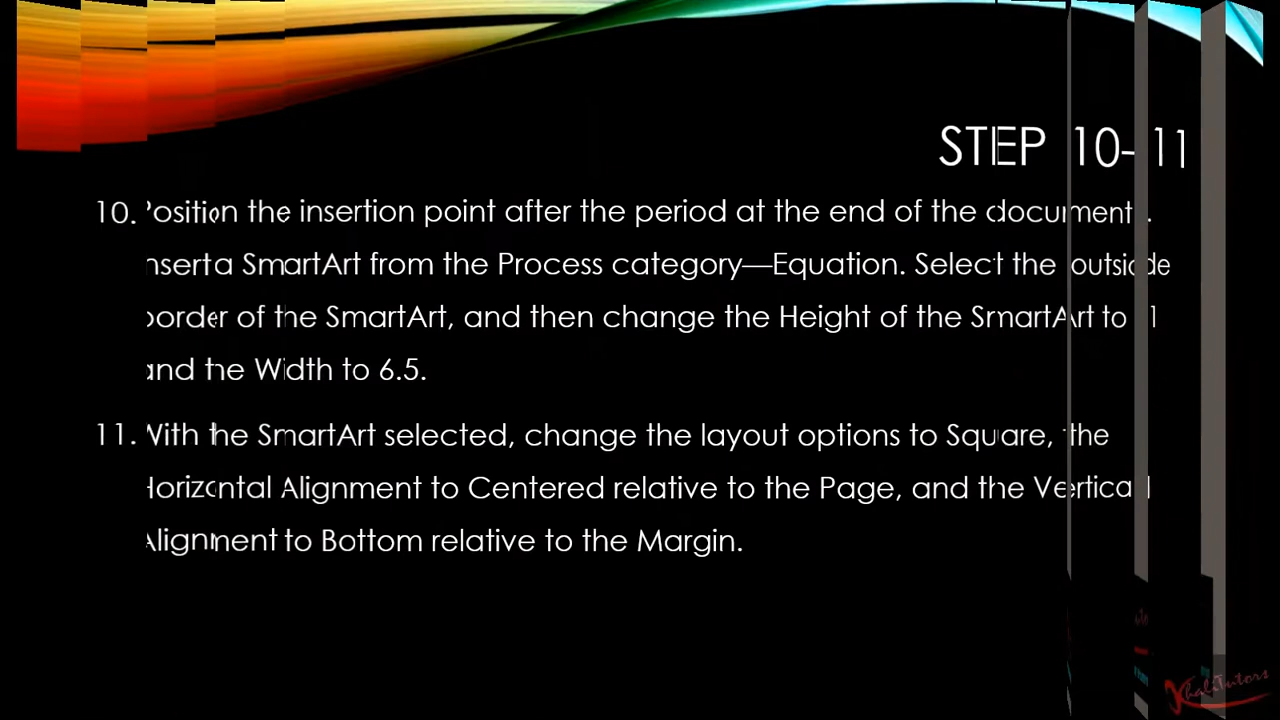 STEP 10-11
10. Position the insertion point after the period at the end of the document.
Insert a SmartArt from the Process category—Equation. Select the outside
border of the SmartArt, and then change the Height of the SmartArt to 1
and the Width to 6.5.
11. With the SmartArt selected, change the layout options to Square, the
Horizontal Alignment to Centered relative to the Page, and the Vertical
Alignment to Bottom relative to the Margin.
KhaliTutors